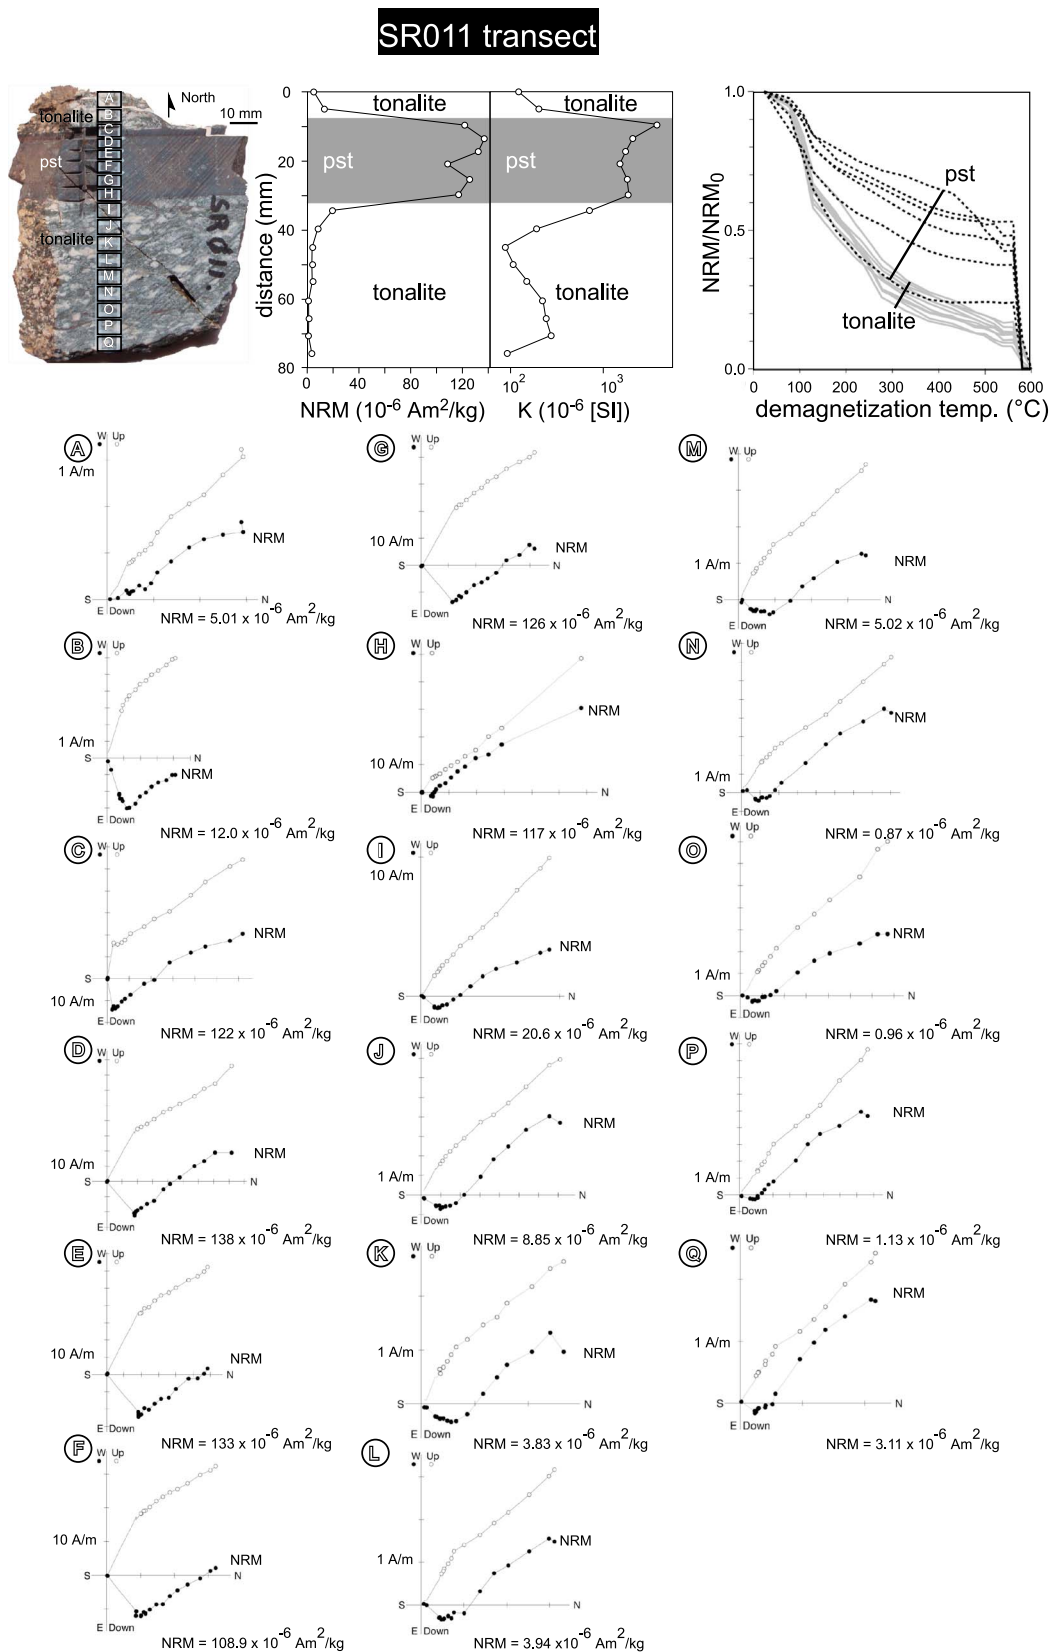 SR011 transect
A
B
C
D
E
F
G
H
I
J
K
L
M
N
O
P
Q
North
10 mm
tonalite
pst
tonalite
SR011.
0
20
40
60
80
distance (mm)
tonalite
pst
tonalite
0 40 80 120
NRM (10⁻⁶ Am²/kg)
tonalite
pst
10² 10³
K (10⁻⁶ [SI])
1.0
0.5
0.0
NRM/NRM₀
pst
tonalite
0 100 200 300 400 500 600
demagnetization temp. (°C)
A
W Up
1 A/m
NRM
S N
E Down
NRM = 5.01 x 10⁻⁶ Am²/kg
B
W Up
1 A/m
S N
NRM
E Down
NRM = 12.0 x 10⁻⁶ Am²/kg
C
W Up
NRM
S
10 A/m
E Down
NRM = 122 x 10⁻⁶ Am²/kg
D
W Up
NRM
10 A/m
S N
E Down
NRM = 138 x 10⁻⁶ Am²/kg
E
W Up
10 A/m
NRM
S N
E Down
NRM = 133 x 10⁻⁶ Am²/kg
F
W Up
10 A/m
NRM
S N
E Down
NRM = 108.9 x 10⁻⁶ Am²/kg
G
W Up
10 A/m
NRM
S N
E Down
NRM = 126 x 10⁻⁶ Am²/kg
H
W Up
NRM
10 A/m
S N
E Down
NRM = 117 x 10⁻⁶ Am²/kg
I
W Up
10 A/m
NRM
S N
E Down
NRM = 20.6 x 10⁻⁶ Am²/kg
J
W Up
NRM
1 A/m
S N
E Down
NRM = 8.85 x 10⁻⁶ Am²/kg
K
W Up
1 A/m
NRM
S N
E Down
NRM = 3.83 x 10⁻⁶ Am²/kg
L
W Up
1 A/m
NRM
S N
E Down
NRM = 3.94 x 10⁻⁶ Am²/kg
M
W Up
1 A/m
NRM
S N
E Down
NRM = 5.02 x 10⁻⁶ Am²/kg
N
W Up
NRM
1 A/m
S N
E Down
NRM = 0.87 x 10⁻⁶ Am²/kg
O
W Up
NRM
1 A/m
S N
E Down
NRM = 0.96 x 10⁻⁶ Am²/kg
P
W Up
NRM
1 A/m
S N
E Down
NRM = 1.13 x 10⁻⁶ Am²/kg
Q
W Up
NRM
1 A/m
S N
E Down
NRM = 3.11 x 10⁻⁶ Am²/kg